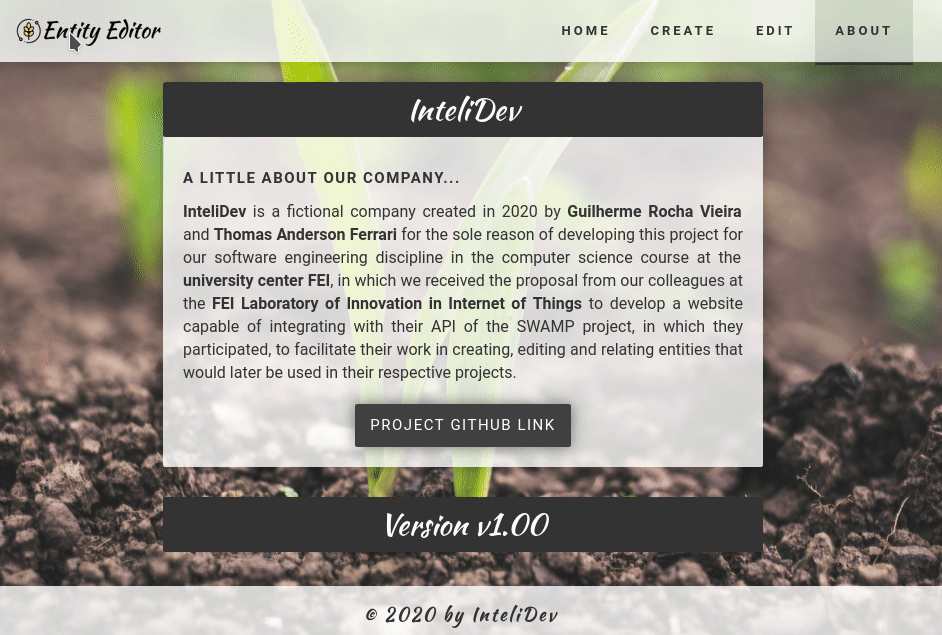 Entity Editor
HOME CREATE EDIT ABOUT
InteliDev
A LITTLE ABOUT OUR COMPANY...
InteliDev is a fictional company created in 2020 by Guilherme Rocha Vieira
and Thomas Anderson Ferrari for the sole reason of developing this project for
our software engineering discipline in the computer science course at the
university center FEI, in which we received the proposal from our colleagues at
the FEI Laboratory of Innovation in Internet of Things to develop a website
capable of integrating with their API of the SWAMP project, in which they
participated, to facilitate their work in creating, editing and relating entities that
would later be used in their respective projects.
PROJECT GITHUB LINK
Version v1.00
© 2020 by InteliDev